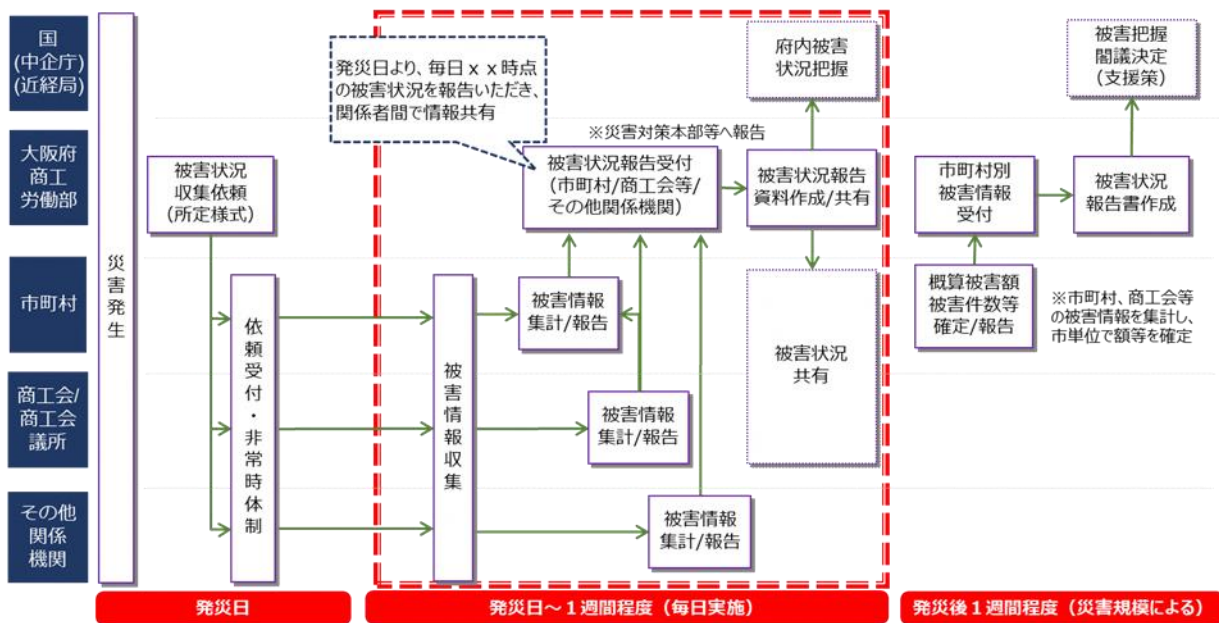 国
(中企庁)
(近経局)
大阪府
商工
労働部
市町村
商工会/
商工会
議所
その他
関係
機関
災害発生
被害状況
収集依頼
(所定様式)
依頼受付・非常時体制
発災日より、毎日ｘｘ時点
の被害状況を報告いただき、
関係者間で情報共有
※災害対策本部等へ報告
被害情報収集
被害状況報告受付
(市町村/商工会等/
その他関係機関)
被害情報
集計/報告
被害情報
集計/報告
被害情報
集計/報告
府内被害
状況把握
被害状況報告
資料作成/共有
被害状況
共有
市町村別
被害情報
受付
概算被害額
被害件数等
確定/報告
被害把握
閣議決定
(支援策)
被害状況
報告書作成
※市町村、商工会等
の被害情報を集計し、
市単位で額等を確定
発災日
発災日～１週間程度（毎日実施）
発災後１週間程度（災害規模による）